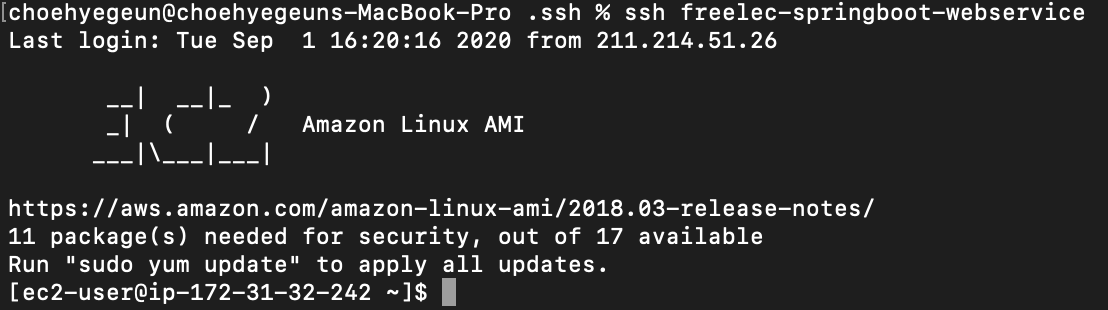 [choehyegeun@choehyegeuns-MacBook-Pro .ssh % ssh freelec-springboot-webservice
Last login: Tue Sep  1 16:20:16 2020 from 211.214.51.26

       __|  __|_  )
       _|  (     /   Amazon Linux AMI
      ___|\___|___|

https://aws.amazon.com/amazon-linux-ami/2018.03-release-notes/
11 package(s) needed for security, out of 17 available
Run "sudo yum update" to apply all updates.
[ec2-user@ip-172-31-32-242 ~]$